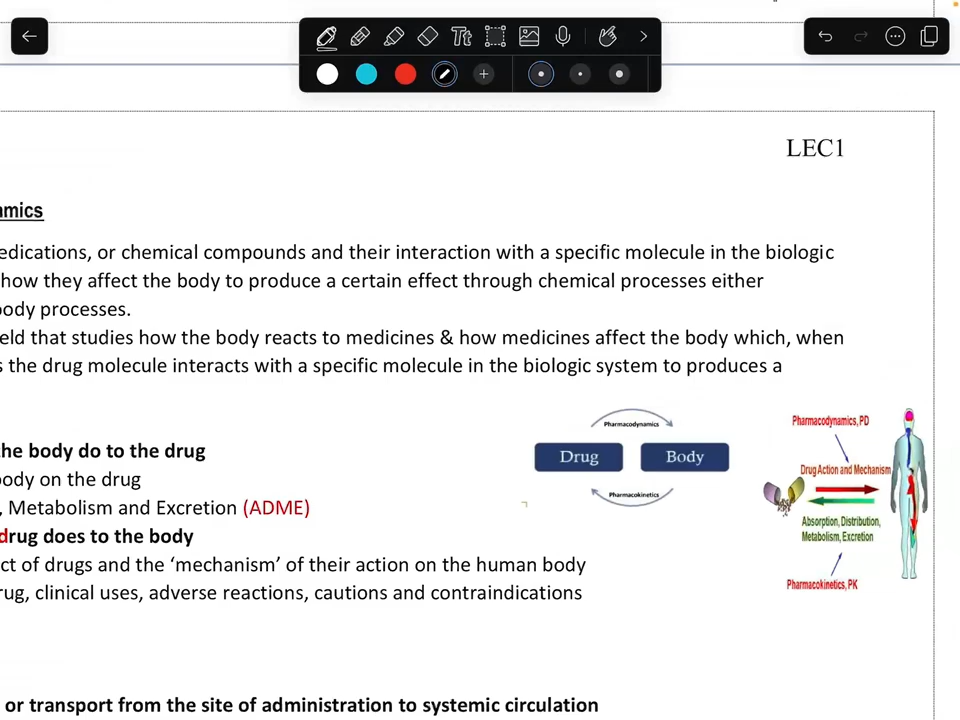 Tt
LEC1
amics
edications, or chemical compounds and their interaction with a specific molecule in the biologic
how they affect the body to produce a certain effect through chemical processes either
body processes.
eld that studies how the body reacts to medicines & how medicines affect the body which, when
s the drug molecule interacts with a specific molecule in the biologic system to produces a
the body do to the drug
body on the drug
, Metabolism and Excretion (ADME)
drug does to the body
ct of drugs and the ‘mechanism’ of their action on the human body
rug, clinical uses, adverse reactions, cautions and contraindications
Pharmacodynamics
Drug Body
Pharmacokinetics
Pharmacodynamics, PD
Drug Action and Mechanism
Absorption, Distribution,
Metabolism, Excretion
Pharmacokinetics, PK
or transport from the site of administration to systemic circulation